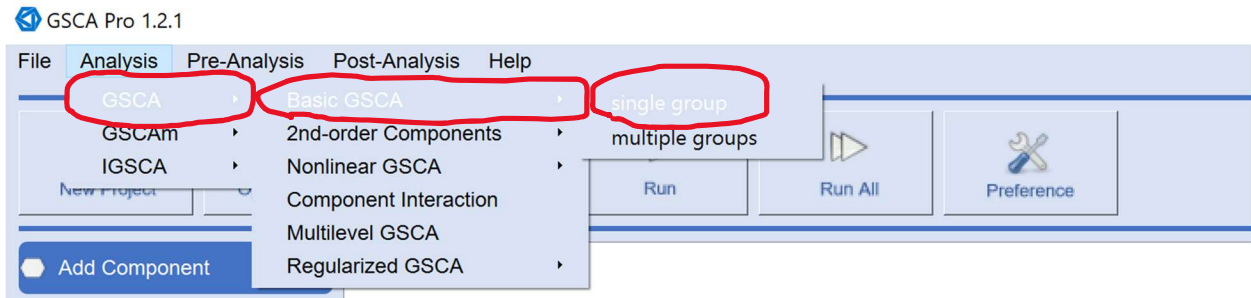 GSCA Pro 1.2.1
File Analysis Pre-Analysis Post-Analysis Help
GSCA Basic GSCA single group
GSCAm 2nd-order Components multiple groups
IGSCA Nonlinear GSCA
New Project Run Run All Preference
Component Interaction
Multilevel GSCA
Add Component Regularized GSCA